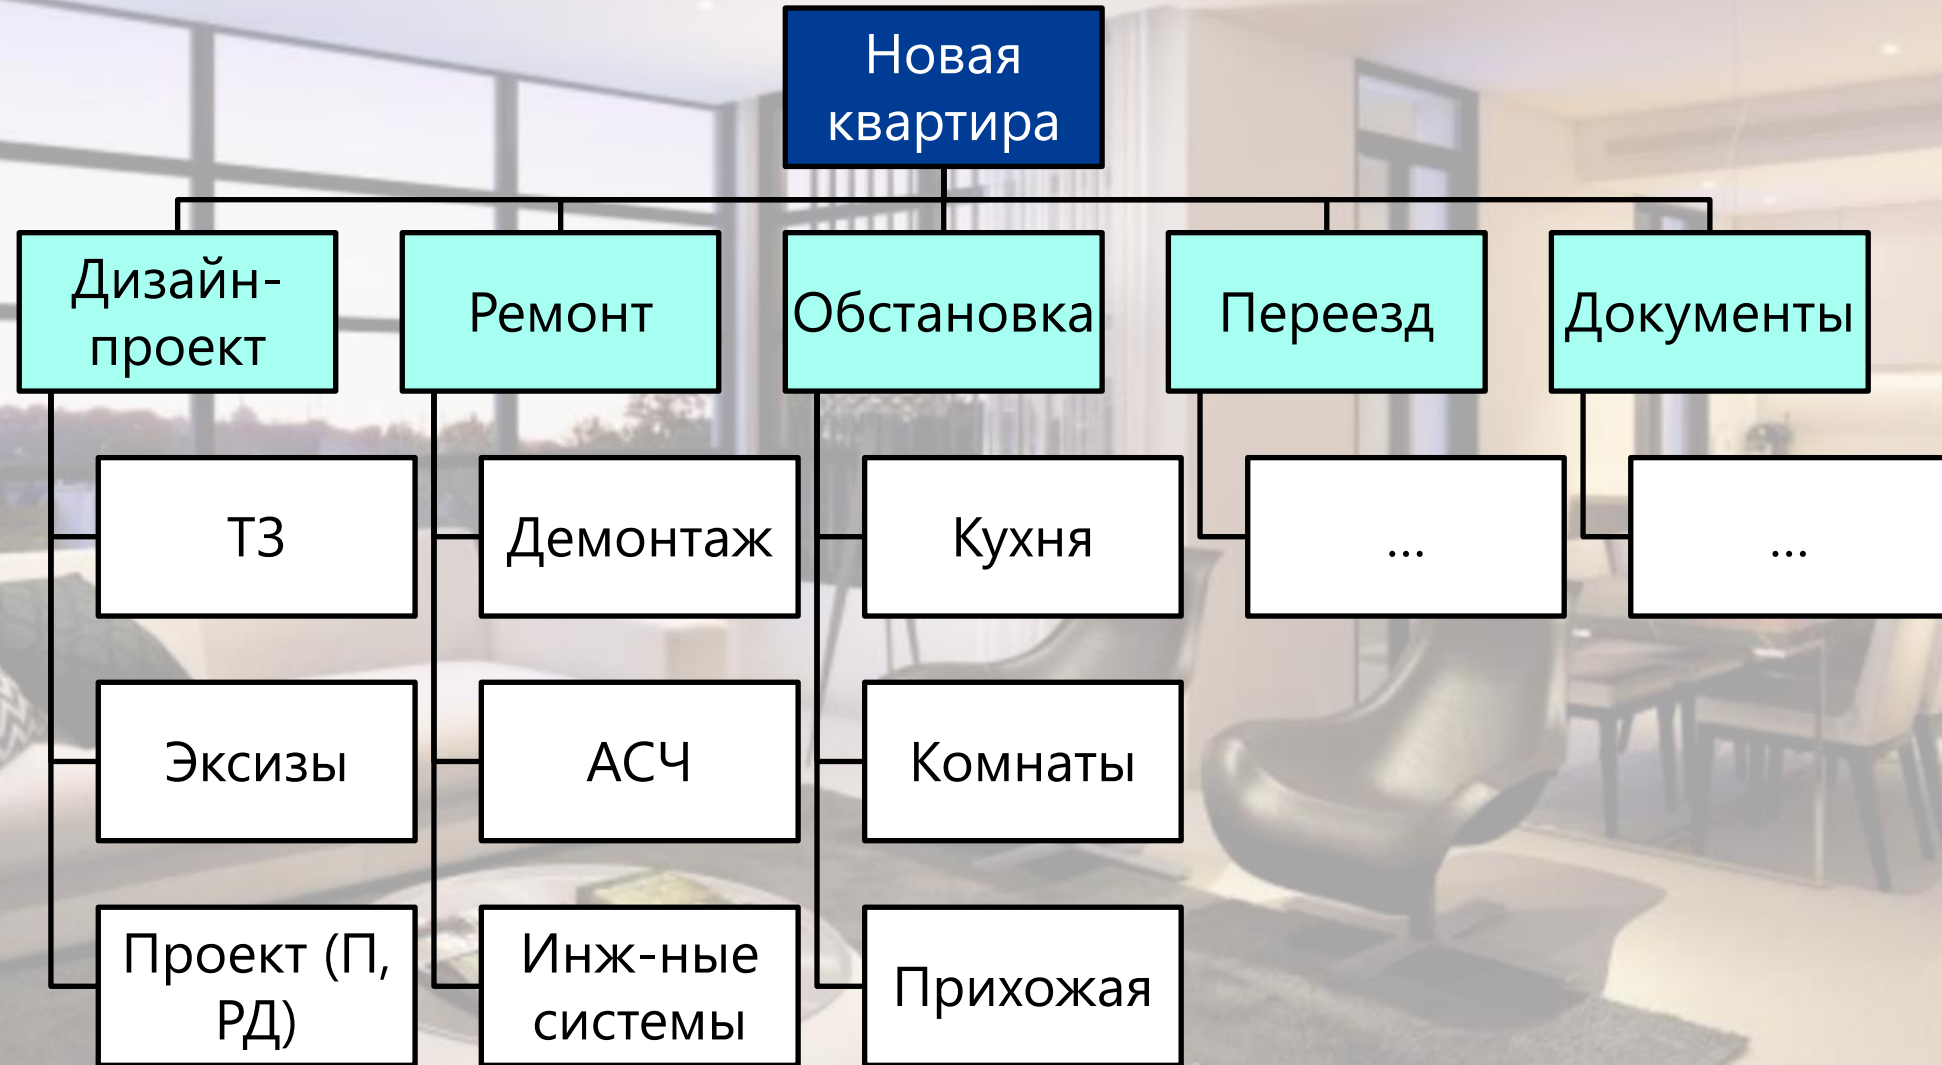 Новая
квартира
Дизайн-
проект
Ремонт
Обстановка
Переезд
Документы
ТЗ
Демонтаж
Кухня
...
...
Эксизы
АСЧ
Комнаты
Проект (П,
РД)
Инж-ные
системы
Прихожая